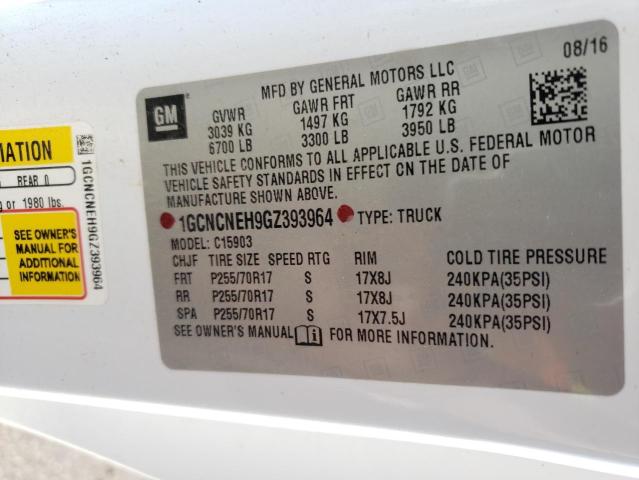 08/16
MFD BY GENERAL MOTORS LLC
GM
GVWR GAWR FRT GAWR RR
3039 KG 1497 KG 1792 KG
6700 LB 3300 LB 3950 LB
THIS VEHICLE CONFORMS TO ALL APPLICABLE U.S. FEDERAL MOTOR
VEHICLE SAFETY STANDARDS IN EFFECT ON THE DATE OF
MANUFACTURE SHOWN ABOVE.
1GCNCNEH9GZ393964 TYPE: TRUCK
MODEL: C15903
CHJF TIRE SIZE SPEED RTG RIM COLD TIRE PRESSURE
FRT P255/70R17 S 17X8J 240KPA(35PSI)
RR P255/70R17 S 17X8J 240KPA(35PSI)
SPA P255/70R17 S 17X7.5J 240KPA(35PSI)
SEE OWNER'S MANUAL FOR MORE INFORMATION.
MATION
REAR 0
or 1980 lbs.
SEE OWNER'S
MANUAL FOR
ADDITIONAL
INFORMATION
1GCNCNEH9GZ393964